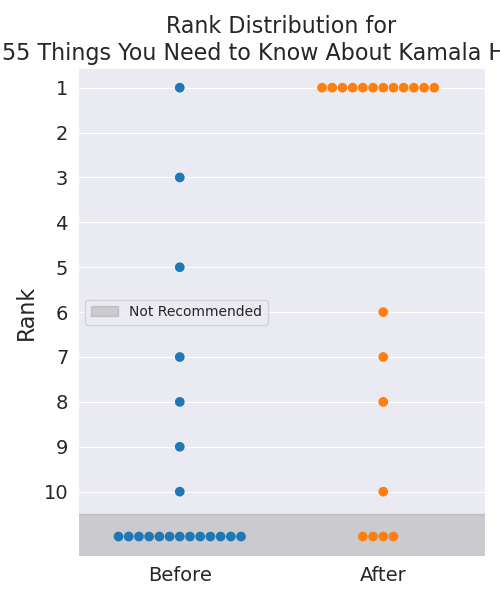 Rank Distribution for
55 Things You Need to Know About Kamala H
1
2
3
4
5
6
7
8
9
10
Rank
Not Recommended
Before
After